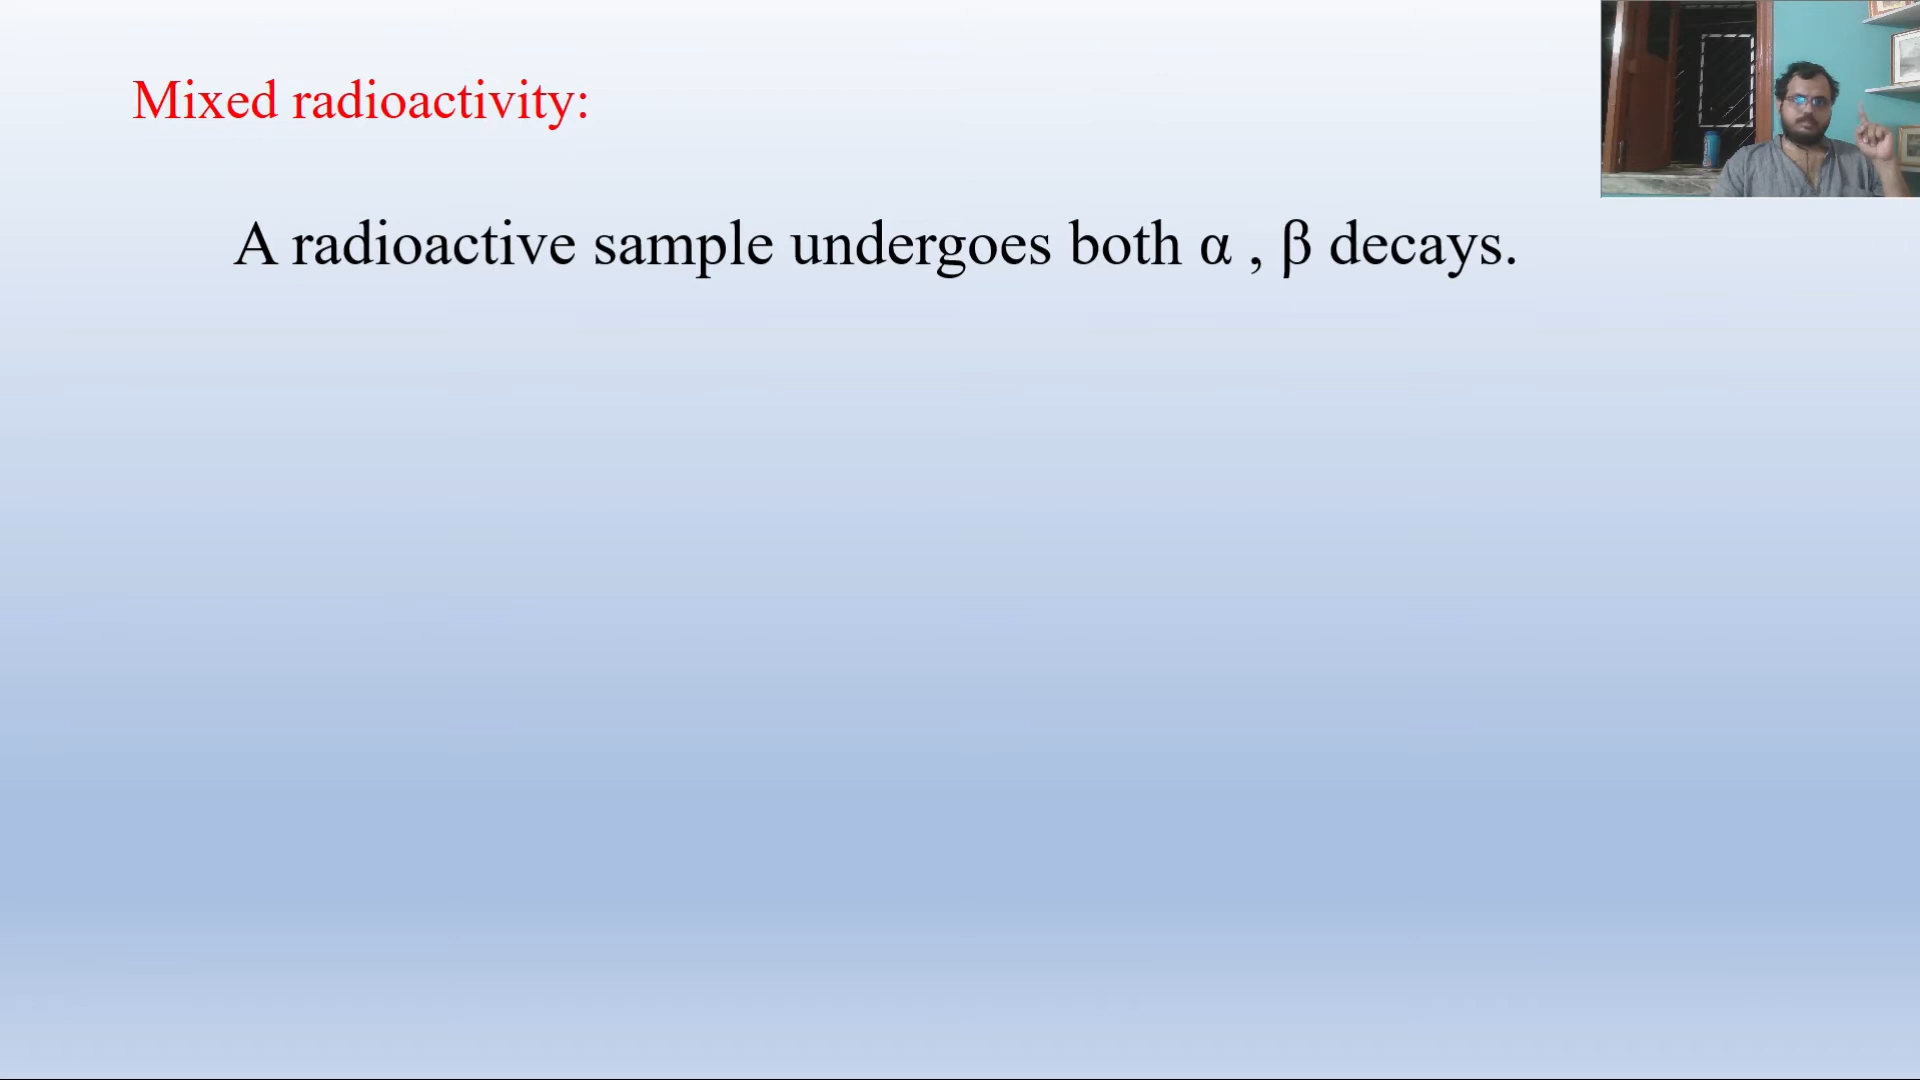 Mixed radioactivity:
A radioactive sample undergoes both α , β decays.